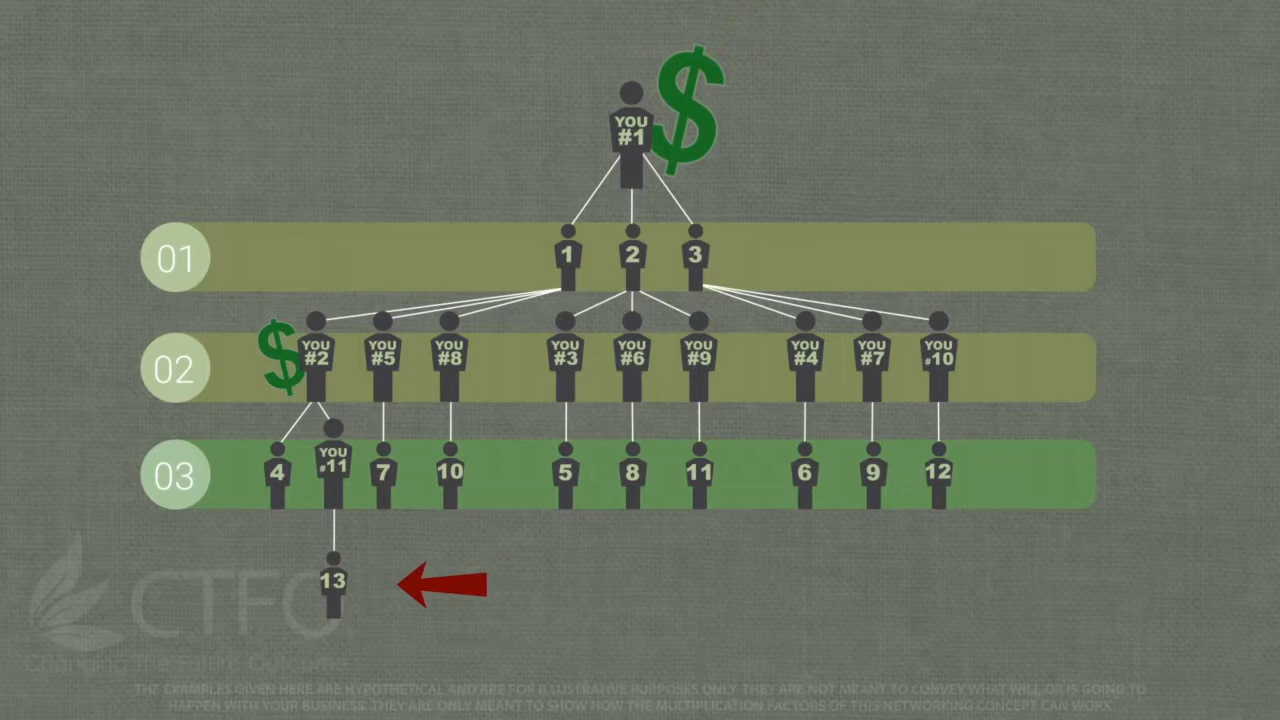 YOU
#1
01
1 2 3
02
YOU #2 YOU #5 YOU #8 YOU #3 YOU #6 YOU #9 YOU #4 YOU #7 YOU #10
03
4 YOU #11 7 10 5 8 11 6 9 12
13
CTFO
Changing The Future Outcome
THE EXAMPLES GIVEN HERE ARE HYPOTHETICAL AND ARE FOR ILLUSTRATIVE PURPOSES ONLY. THEY ARE NOT MEANT TO CONVEY WHAT WILL OR IS GOING TO
HAPPEN WITH YOUR BUSINESS. THEY ARE ONLY MEANT TO SHOW HOW THE MULTIPLICATION FACTORS OF THIS NETWORKING CONCEPT CAN WORK.